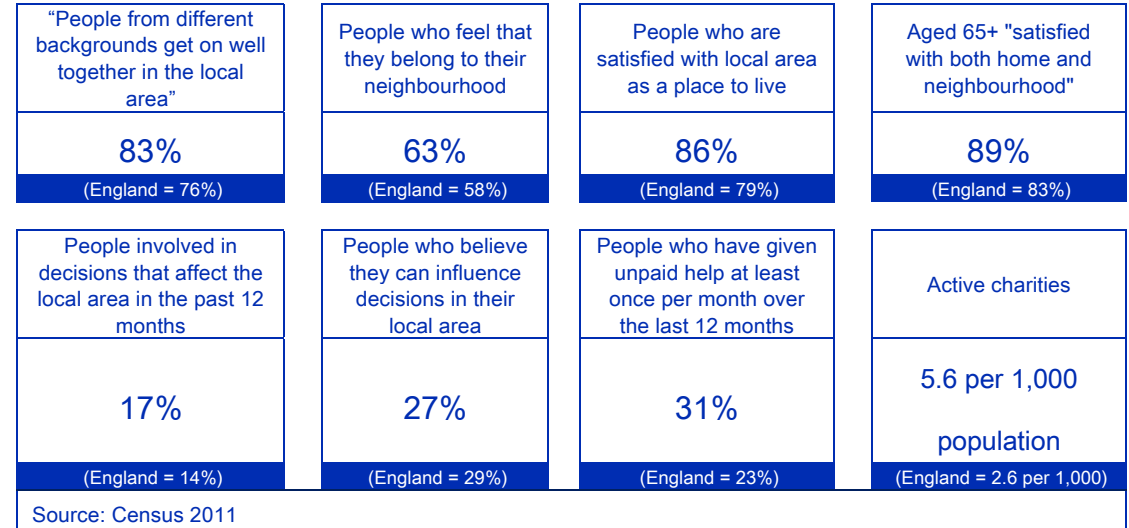 “People from different
backgrounds get on well
together in the local
area”
83%
(England = 76%)
People who feel that
they belong to their
neighbourhood
63%
(England = 58%)
People who are
satisfied with local area
as a place to live
86%
(England = 79%)
Aged 65+ "satisfied
with both home and
neighbourhood"
89%
(England = 83%)
People involved in
decisions that affect the
local area in the past 12
months
17%
(England = 14%)
People who believe
they can influence
decisions in their
local area
27%
(England = 29%)
People who have given
unpaid help at least
once per month over
the last 12 months
31%
(England = 23%)
Active charities
5.6 per 1,000
population
(England = 2.6 per 1,000)
Source: Census 2011